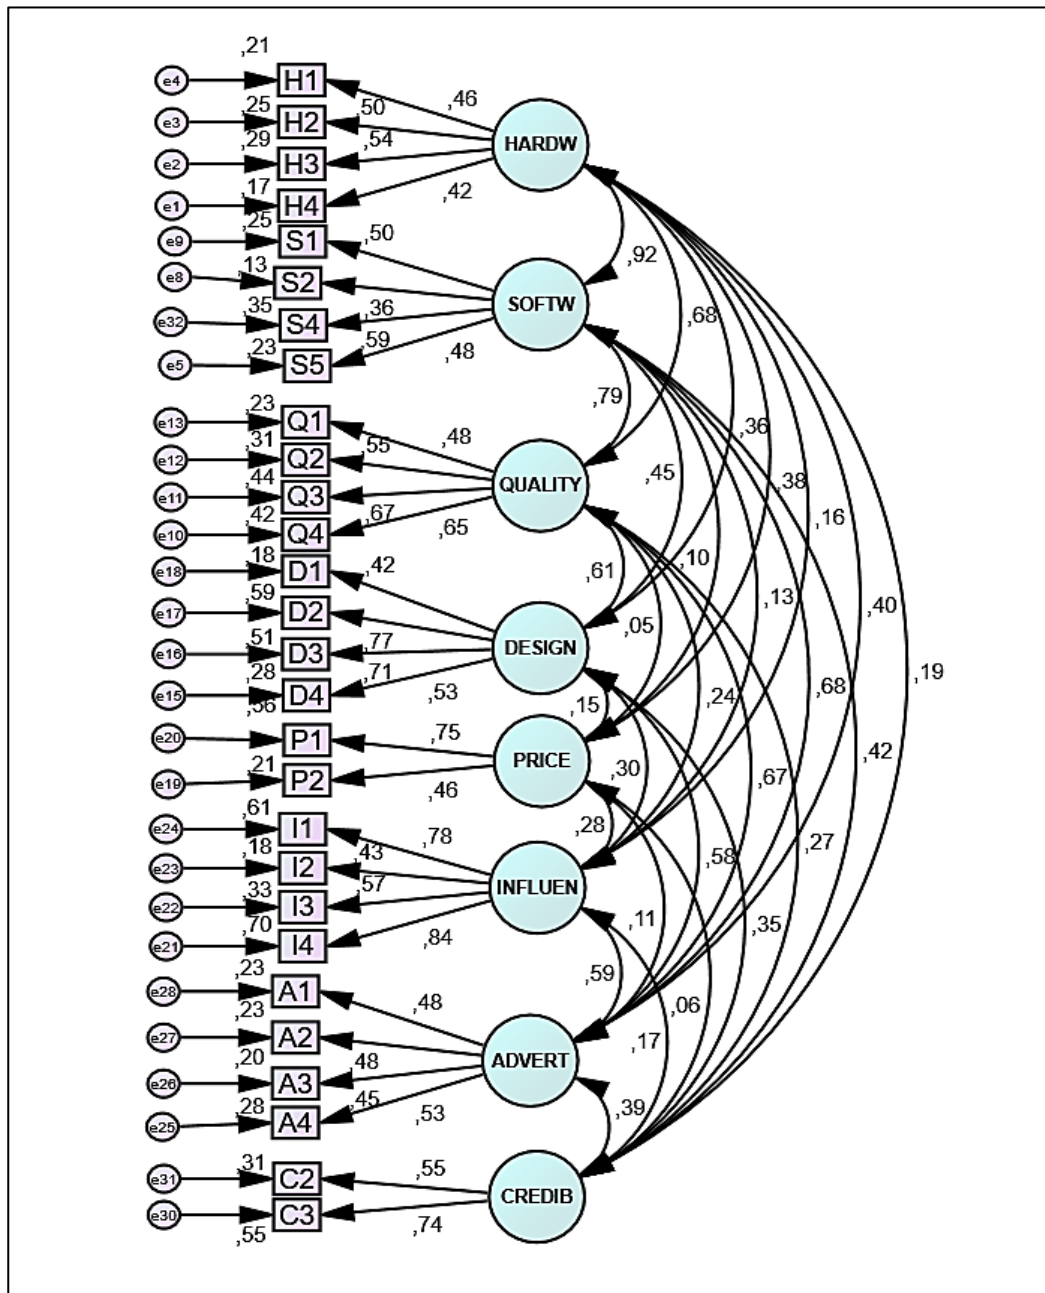 ,21
e4 H1 ,46
,25 ,50
e3 H2
,29 ,54 HARDW
e2 H3
,17 ,42
e1 H4
,25 ,50
e9 S1
,92
,13
e8 S2
,35 ,36 SOFTW
e32 S4 ,68
,23 ,59 ,48
e5 S5
,79
,23
e13 Q1 ,36
,31 ,48 ,55
e12 Q2 ,45
,44 QUALITY ,38
e11 Q3
,42 ,67 ,65 ,16
e10 Q4
,18 ,42 ,61 ,10
e18 D1
,59 ,13 ,40
e17 D2 ,05
,51 ,77 DESIGN
e16 D3
,28 ,71 ,53 ,19
e15 D4 ,24 ,68
,56 ,15
e20 P1 ,75
,21 PRICE ,30 ,67 ,42
e19 P2 ,46
,61 ,28
e24 I1 ,78
,18 ,43 ,58 ,27
e23 I2
,33 ,57 INFLUEN
e22 I3 ,11 ,35
,70 ,84
e21 I4
,23 ,59
e28 A1 ,48 ,06
,23
e27 A2 ,17
,20 ,48 ADVERT
e26 A3
,28 ,45 ,53 ,39
e25 A4
,31 ,55
e31 C2
CREDIB
e30 C3 ,74
,55